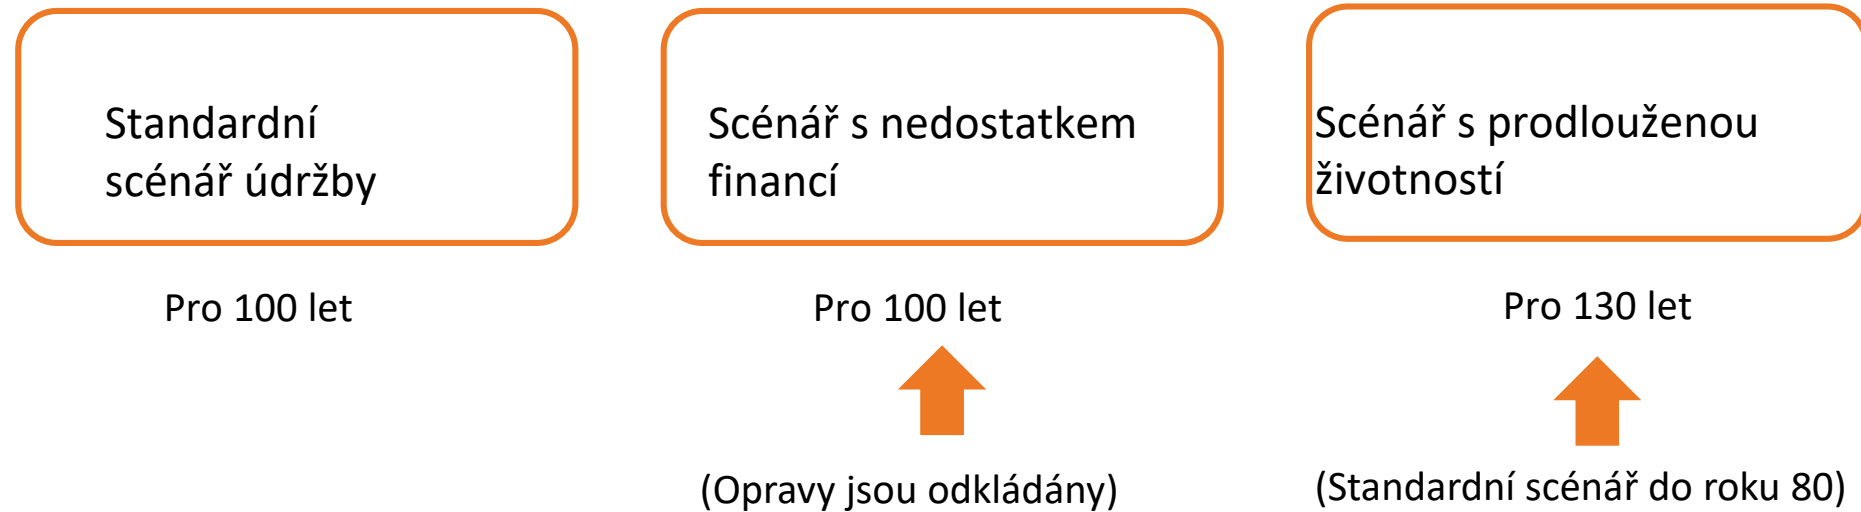 Standardní
scénář údržby
Scénář s nedostatkem
financí
Scénář s prodlouženou
životností
Pro 100 let
Pro 100 let
Pro 130 let
(Opravy jsou odkládány)
(Standardní scénář do roku 80)